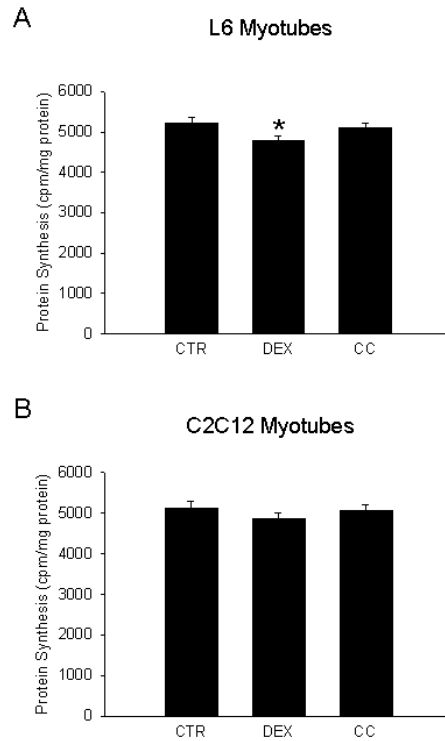 A
L6 Myotubes
Protein Synthesis (cpm/mg protein)
6000
5000
4000
3000
2000
1000
0
*
CTR DEX CC
B
C2C12 Myotubes
Protein Synthesis (cpm/mg protein)
6000
5000
4000
3000
2000
1000
0
CTR DEX CC